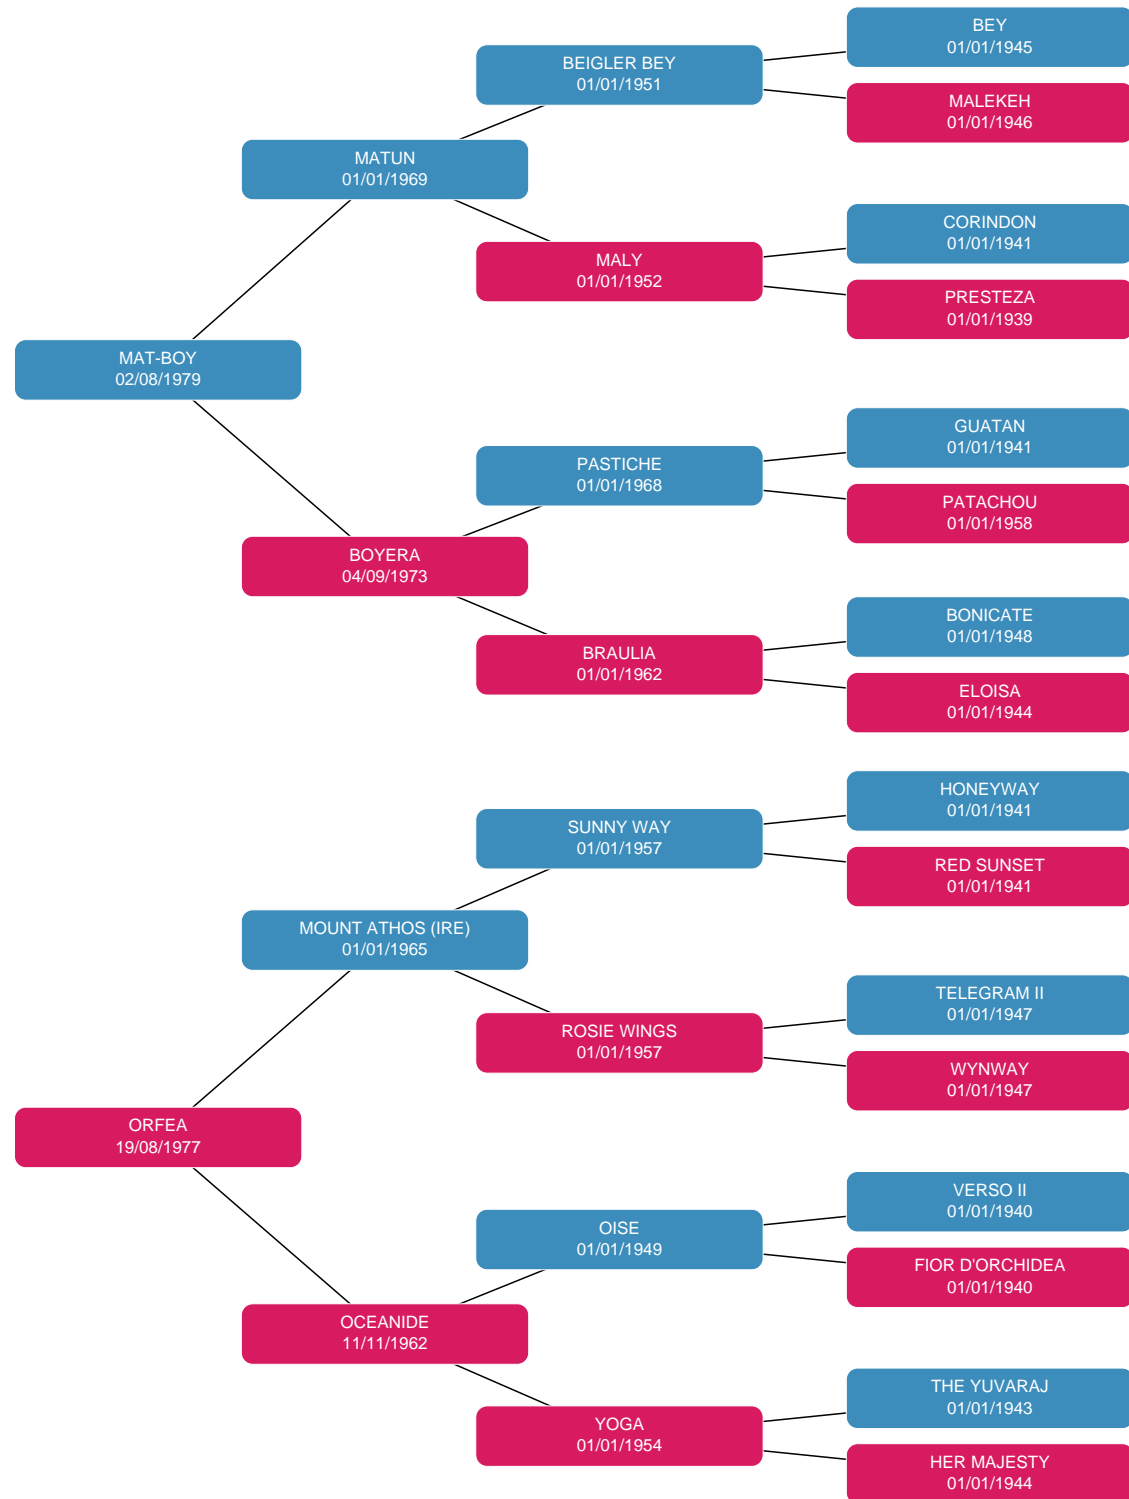 BEY
01/01/1945
BEIGLER BEY
01/01/1951
MALEKEH
01/01/1946
MATUN
01/01/1969
CORINDON
01/01/1941
MALY
01/01/1952
PRESTEZA
01/01/1939
MAT-BOY
02/08/1979
GUATAN
01/01/1941
PASTICHE
01/01/1968
PATACHOU
01/01/1958
BOYERA
04/09/1973
BONICATE
01/01/1948
BRAULIA
01/01/1962
ELOISA
01/01/1944
HONEYWAY
01/01/1941
SUNNY WAY
01/01/1957
RED SUNSET
01/01/1941
MOUNT ATHOS (IRE)
01/01/1965
TELEGRAM II
01/01/1947
ROSIE WINGS
01/01/1957
WYNWAY
01/01/1947
ORFEA
19/08/1977
VERSO II
01/01/1940
OISE
01/01/1949
FIOR D'ORCHIDEA
01/01/1940
OCEANIDE
11/11/1962
THE YUVARAJ
01/01/1943
YOGA
01/01/1954
HER MAJESTY
01/01/1944